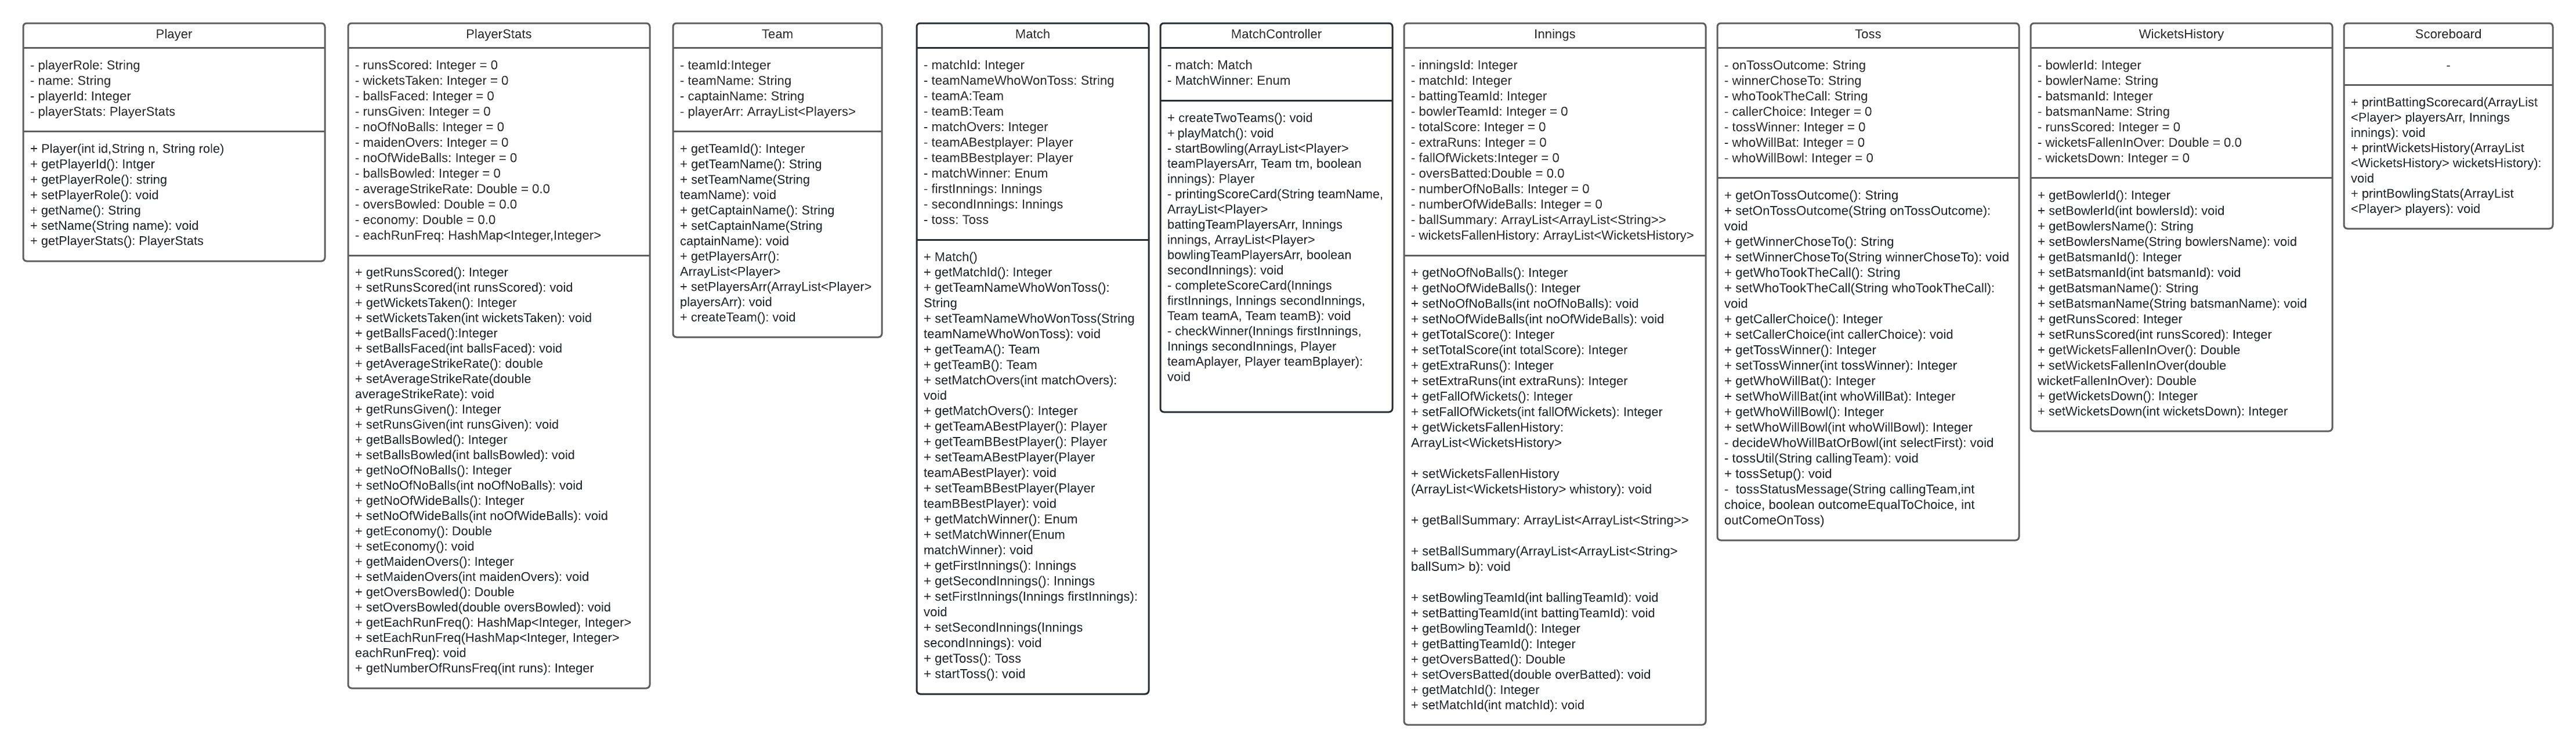 Player
- playerRole: String
- name: String
- playerId: Integer
- playerStats: PlayerStats
+ Player(int id,String n, String role)
+ getPlayerId(): Intger
+ getPlayerRole(): string
+ setPlayerRole(): void
+ getName(): String
+ setName(String name): void
+ getPlayerStats(): PlayerStats
PlayerStats
- runsScored: Integer = 0
- wicketsTaken: Integer = 0
- ballsFaced: Integer = 0
- runsGiven: Integer = 0
- noOfNoBalls: Integer = 0
- maidenOvers: Integer = 0
- noOfWideBalls: Integer = 0
- ballsBowled: Integer = 0
- averageStrikeRate: Double = 0.0
- oversBowled: Double = 0.0
- economy: Double = 0.0
- eachRunFreq: HashMap<Integer,Integer>
+ getRunsScored(): Integer
+ setRunsScored(int runsScored): void
+ getWicketsTaken(): Integer
+ setWicketsTaken(int wicketsTaken): void
+ getBallsFaced():Integer
+ setBallsFaced(int ballsFaced): void
+ getAverageStrikeRate(): double
+ setAverageStrikeRate(double
averageStrikeRate): void
+ getRunsGiven(): Integer
+ setRunsGiven(int runsGiven): void
+ getBallsBowled(): Integer
+ setBallsBowled(int ballsBowled): void
+ getNoOfNoBalls(): Integer
+ setNoOfNoBalls(int noOfNoBalls): void
+ getNoOfWideBalls(): Integer
+ setNoOfWideBalls(int noOfWideBalls): void
+ getEconomy(): Double
+ setEconomy(): void
+ getMaidenOvers(): Integer
+ setMaidenOvers(int maidenOvers): void
+ getOversBowled(): Double
+ setOversBowled(double oversBowled): void
+ getEachRunFreq(): HashMap<Integer, Integer>
+ setEachRunFreq(HashMap<Integer, Integer>
eachRunFreq): void
+ getNumberOfRunsFreq(int runs): Integer
Team
- teamId:Integer
- teamName: String
- captainName: String
- playerArr: ArrayList<Players>
+ getTeamId(): Integer
+ getTeamName(): String
+ setTeamName(String
teamName): void
+ getCaptainName(): String
+ setCaptainName(String
captainName): void
+ getPlayersArr():
ArrayList<Player>
+ setPlayersArr(ArrayList<Player>
playersArr): void
+ createTeam(): void
Match
- matchId: Integer
- teamNameWhoWonToss: String
- teamA:Team
- teamB:Team
- matchOvers: Integer
- teamABestplayer: Player
- teamBBestplayer: Player
- matchWinner: Enum
- firstInnings: Innings
- secondInnings: Innings
- toss: Toss
+ Match()
+ getMatchId(): Integer
+ getTeamNameWhoWonToss():
String
+ setTeamNameWhoWonToss(String
teamNameWhoWonToss): void
+ getTeamA(): Team
+ getTeamB(): Team
+ setMatchOvers(int matchOvers):
void
+ getMatchOvers(): Integer
+ getTeamABestPlayer(): Player
+ getTeamBBestPlayer(): Player
+ setTeamABestPlayer(Player
teamABestPlayer): void
+ setTeamBBestPlayer(Player
teamBBestPlayer): void
+ getMatchWinner(): Enum
+ setMatchWinner(Enum
matchWinner): void
+ getFirstInnings(): Innings
+ getSecondInnings(): Innings
+ setFirstInnings(Innings firstInnings):
void
+ setSecondInnings(Innings
secondInnings): void
+ getToss(): Toss
+ startToss(): void
MatchController
- match: Match
- MatchWinner: Enum
+ createTwoTeams(): void
+ playMatch(): void
- startBowling(ArrayList<Player>
teamPlayersArr, Team tm, boolean
innings): Player
- printingScoreCard(String teamName,
ArrayList<Player>
battingTeamPlayersArr, Innings
innings, ArrayList<Player>
bowlingTeamPlayersArr, boolean
secondInnings): void
- completeScoreCard(Innings
firstInnings, Innings secondInnings,
Team teamA, Team teamB): void
- checkWinner(Innings firstInnings,
Innings secondInnings, Player
teamAplayer, Player teamBplayer):
void
Innings
- inningsId: Integer
- matchId: Integer
- battingTeamId: Integer
- bowlerTeamId: Integer = 0
- totalScore: Integer = 0
- extraRuns: Integer = 0
- fallOfWickets:Integer = 0
- oversBatted:Double = 0.0
- numberOfNoBalls: Integer = 0
- numberOfWideBalls: Integer = 0
- ballSummary: ArrayList<ArrayList<String>>
- wicketsFallenHistory: ArrayList<WicketsHistory>
+ getNoOfNoBalls(): Integer
+ getNoOfWideBalls(): Integer
+ setNoOfNoBalls(int noOfNoBalls): void
+ setNoOfWideBalls(int noOfWideBalls): void
+ getTotalScore(): Integer
+ setTotalScore(int totalScore): Integer
+ getExtraRuns(): Integer
+ setExtraRuns(int extraRuns): Integer
+ getFallOfWickets(): Integer
+ setFallOfWickets(int fallOfWickets): Integer
+ getWicketsFallenHistory:
ArrayList<WicketsHistory>
+ setWicketsFallenHistory
(ArrayList<WicketsHistory> whistory): void
+ getBallSummary: ArrayList<ArrayList<String>>
+ setBallSummary(ArrayList<ArrayList<String>
ballSum> b): void
+ setBowlingTeamId(int ballingTeamId): void
+ setBattingTeamId(int battingTeamId): void
+ getBowlingTeamId(): Integer
+ getBattingTeamId(): Integer
+ getOversBatted(): Double
+ setOversBatted(double overBatted): void
+ getMatchId(): Integer
+ setMatchId(int matchId): void
Toss
- onTossOutcome: String
- winnerChoseTo: String
- whoTookTheCall: String
- callerChoice: Integer = 0
- tossWinner: Integer = 0
- whoWillBat: Integer = 0
- whoWillBowl: Integer = 0
+ getOnTossOutcome(): String
+ setOnTossOutcome(String onTossOutcome):
void
+ getWinnerChoseTo(): String
+ setWinnerChoseTo(String winnerChoseTo): void
+ getWhoTookTheCall(): String
+ setWhoTookTheCall(String whoTookTheCall):
void
+ getCallerChoice(): Integer
+ setCallerChoice(int callerChoice): void
+ getTossWinner(): Integer
+ setTossWinner(int tossWinner): Integer
+ getWhoWillBat(): Integer
+ setWhoWillBat(int whoWillBat): Integer
+ getWhoWillBowl(): Integer
+ setWhoWillBowl(int whoWillBowl): Integer
- decideWhoWillBatOrBowl(int selectFirst): void
- tossUtil(String callingTeam): void
+ tossSetup(): void
- tossStatusMessage(String callingTeam,int
choice, boolean outcomeEqualToChoice, int
outComeOnToss)
WicketsHistory
- bowlerId: Integer
- bowlerName: String
- batsmanId: Integer
- batsmanName: String
- runsScored: Integer = 0
- wicketsFallenInOver: Double = 0.0
- wicketsDown: Integer = 0
+ getBowlerId(): Integer
+ setBowlerId(int bowlersId): void
+ getBowlersName(): String
+ setBowlersName(String bowlersName): void
+ getBatsmanId(): Integer
+ setBatsmanId(int batsmanId): void
+ getBatsmanName(): String
+ setBatsmanName(String batsmanName): void
+ getRunsScored: Integer
+ setRunsScored(int runsScored): Integer
+ getWicketsFallenInOver(): Double
+ setWicketsFallenInOver(double
wicketFallenInOver): Double
+ getWicketsDown(): Integer
+ setWicketsDown(int wicketsDown): Integer
Scoreboard
-
+ printBattingScorecard(ArrayList
<Player> playersArr, Innings
innings): void
+ printWicketsHistory(ArrayList
<WicketsHistory> wicketsHistory):
void
+ printBowlingStats(ArrayList
<Player> players): void